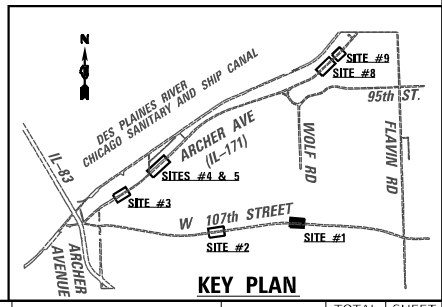 N
SITE #9
SITE #8
95th ST.
DES PLAINES RIVER
CHICAGO SANITARY AND SHIP CANAL
ARCHER AVE
(IL-171)
WOLF RD
FLAVIN RD
IL-83
SITES #4 & 5
SITE #3
W 107th STREET
SITE #2
SITE #1
ARCHER
AVENUE
KEY PLAN
TOTAL SHEET